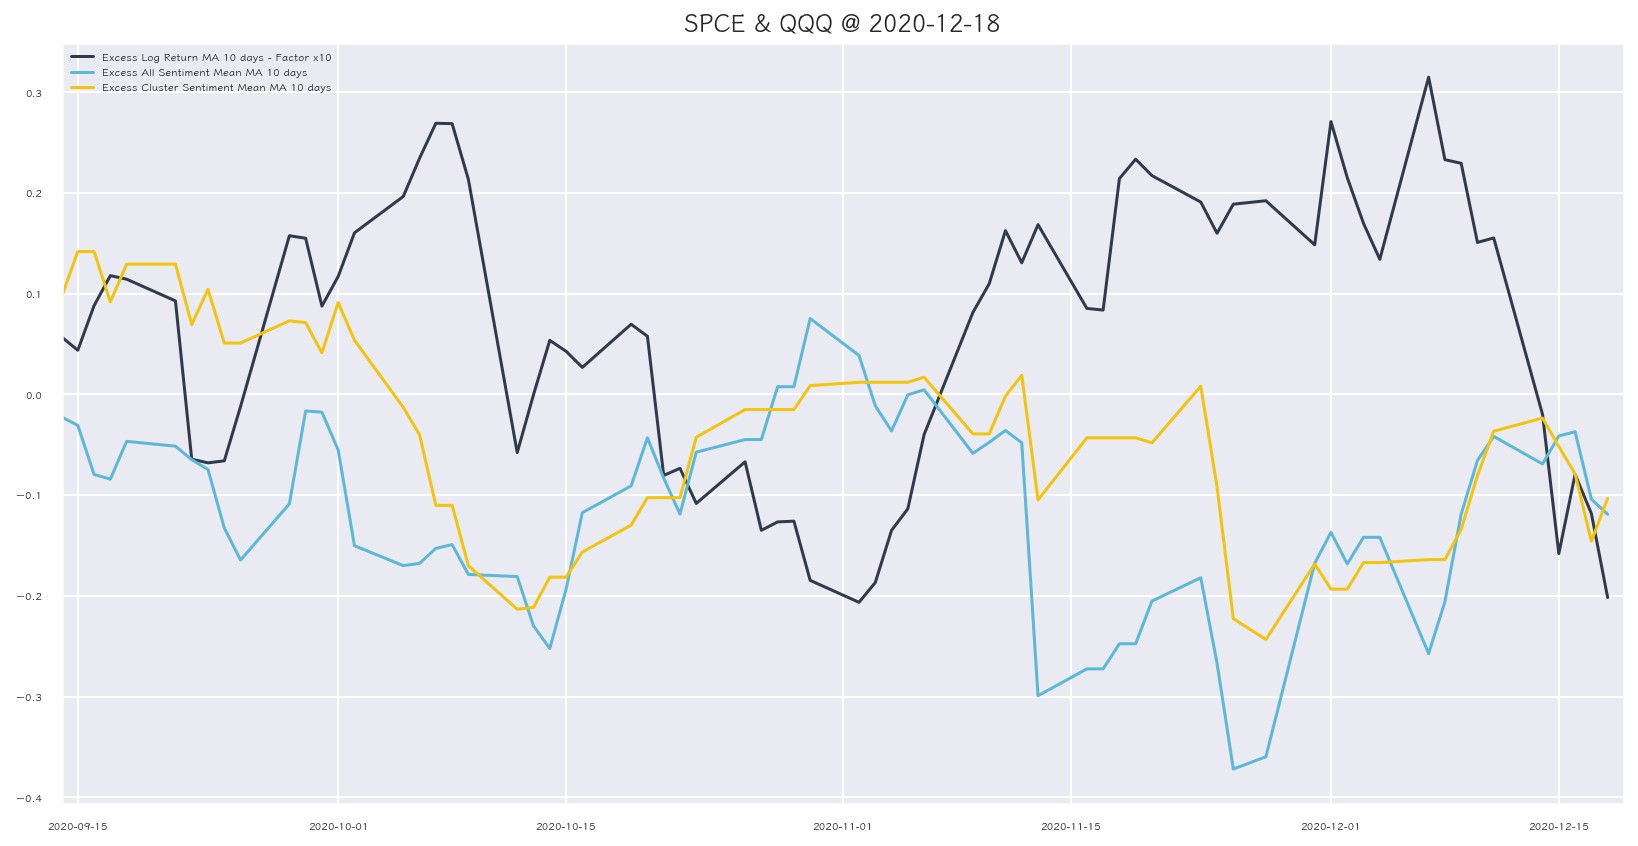 SPCE & QQQ @ 2020-12-18
Excess Log Return MA 10 days - Factor x10
Excess All Sentiment Mean MA 10 days
Excess Cluster Sentiment Mean MA 10 days
0.3
0.2
0.1
0.0
−0.1
−0.2
−0.3
−0.4
2020-09-15 2020-10-01 2020-10-15 2020-11-01 2020-11-15 2020-12-01 2020-12-15